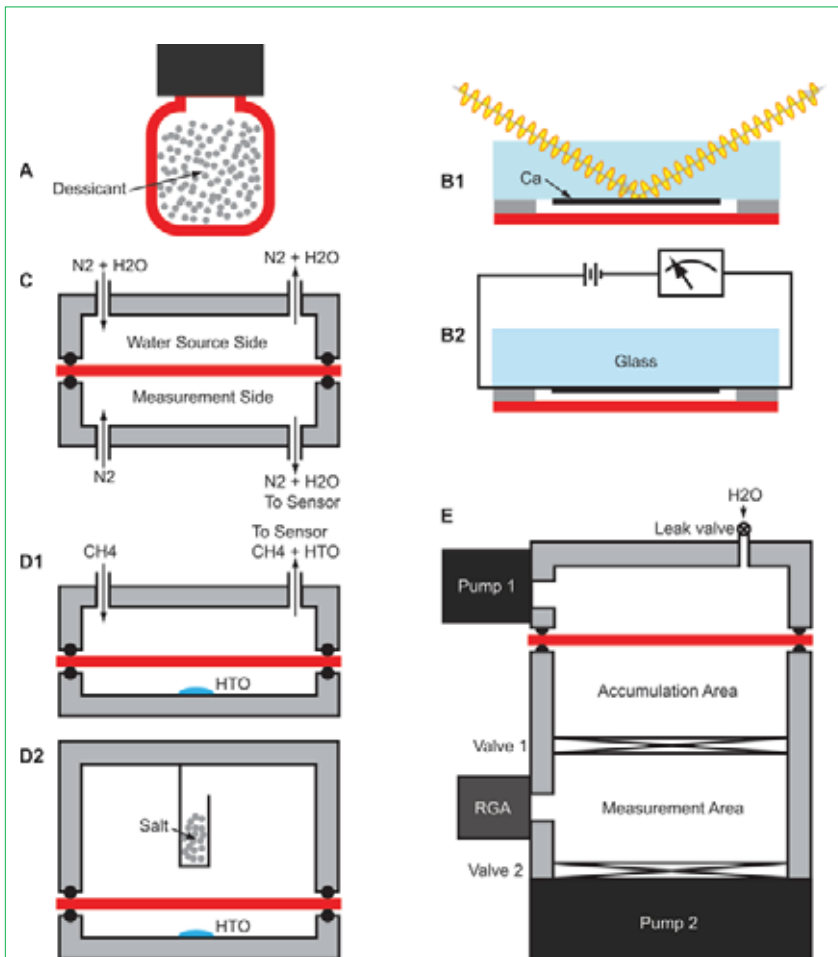 A
Dessicant
B1
Ca
B2
Glass
C
N2 + H2O
N2 + H2O
Water Source Side
Measurement Side
N2
N2 + H2O
To Sensor
D1
CH4
To Sensor
CH4 + HTO
HTO
D2
Salt
HTO
E
H2O
Leak valve
Pump 1
Accumulation Area
Valve 1
RGA
Measurement Area
Valve 2
Pump 2